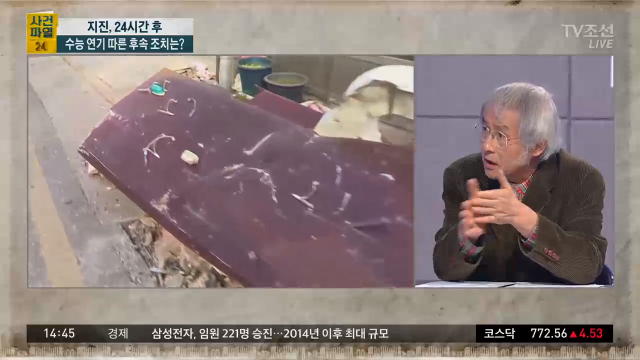 사건
파일
24
지진, 24시간 후
수능 연기 따른 후속 조치는?
TV조선
LIVE
14:45 경제 삼성전자, 임원 221명 승진…2014년 이후 최대 규모 코스닥 772.56 ▲4.53